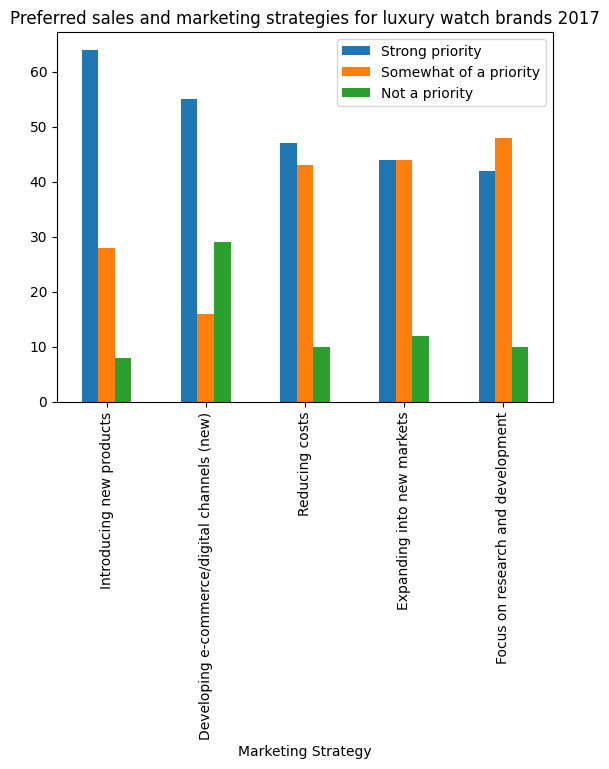 Preferred sales and marketing strategies for luxury watch brands 2017
Strong priority
Somewhat of a priority
Not a priority
60
50
40
30
20
10
0
Introducing new products
Developing e-commerce/digital channels (new)
Reducing costs
Expanding into new markets
Focus on research and development
Marketing Strategy